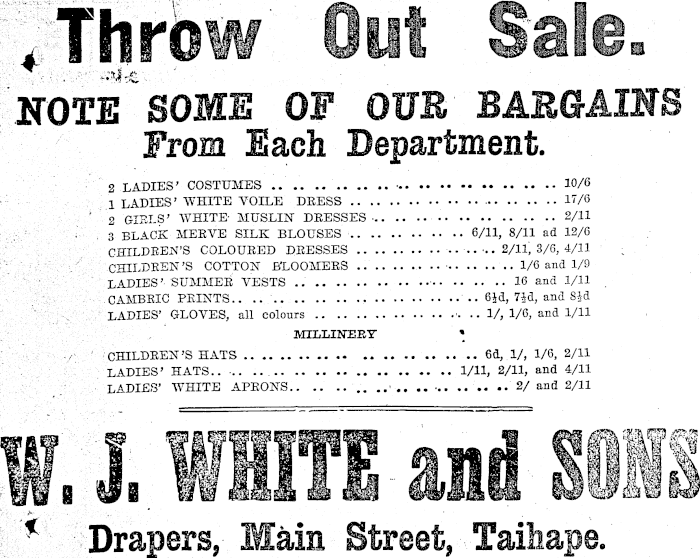 Throw Out Sale.
NOTE SOME OF OUR BARGAINS
From Each Department.
2 LADIES' COSTUMES .. .. .. .. .. .. .. .. .. .. .. .. .. .. 10/6
1 LADIES' WHITE VOILE DRESS .. .. .. .. .. .. .. .. .. .. 17/6
2 GIRLS' WHITE MUSLIN DRESSES .. .. .. .. .. .. .. .. .. 2/11
3 BLACK MERVE SILK BLOUSES .. .. .. .. .. .. 6/11, 8/11 ad 12/6
CHILDREN'S COLOURED DRESSES .. .. .. .. .. .. .. 2/11, 3/6, 4/11
CHILDREN'S COTTON BLOOMERS .. .. .. .. .. .. .. .. 1/6 and 1/9
LADIES' SUMMER VESTS .. .. .. .. .. .. .. .. .. .. 16 and 1/11
CAMBRIC PRINTS.. .. .. .. .. .. .. .. .. .. .. .. 6½d, 7½d, and 8½d
LADIES' GLOVES, all colours .. .. .. .. .. .. .. .. 1/, 1/6, and 1/11
MILLINERY
CHILDREN'S HATS .. .. .. .. .. .. .. .. .. .. .. 6d, 1/, 1/6, 2/11
LADIES' HATS.. .. .. .. .. .. .. .. .. .. .. .. 1/11, 2/11, and 4/11
LADIES' WHITE APRONS.. .. .. .. .. .. .. .. .. .. .. 2/ and 2/11
W. J. WHITE and SONS
Drapers, Main Street, Taihape.